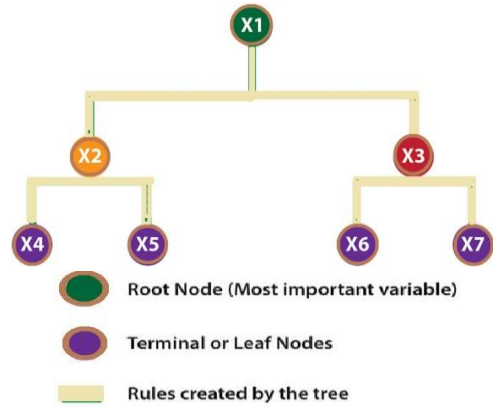 X1
X2 X3
X4 X5 X6 X7
Root Node (Most important variable)
Terminal or Leaf Nodes
Rules created by the tree